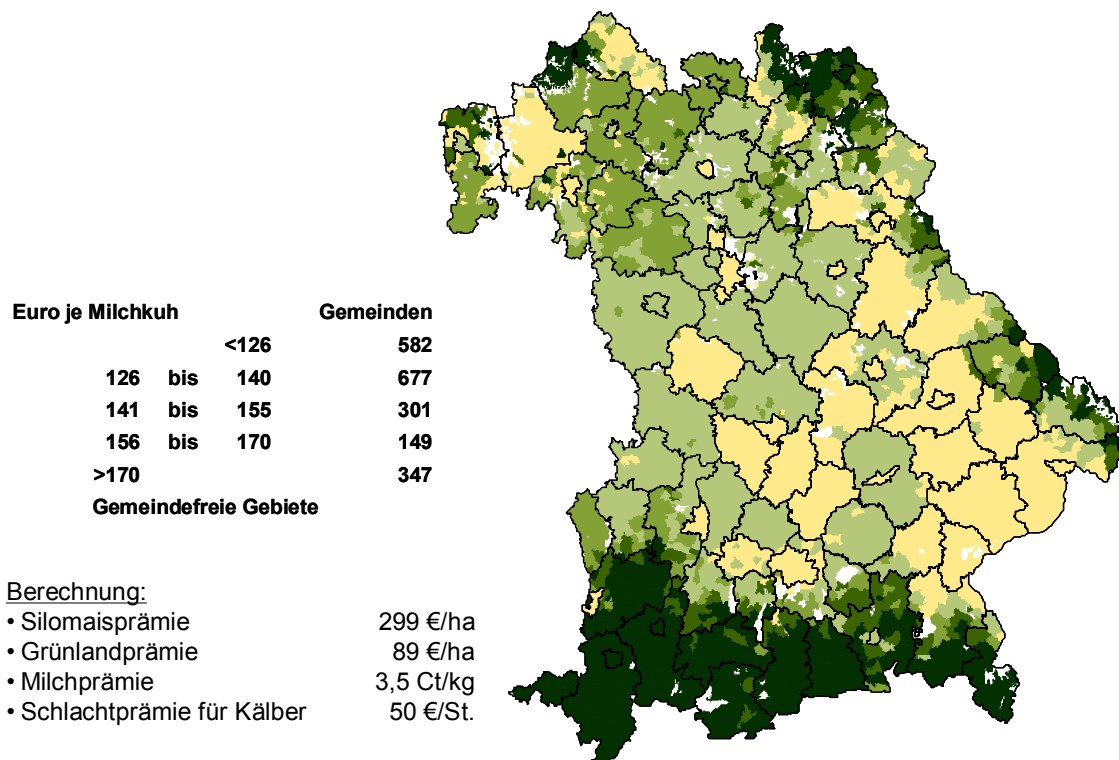 Euro je Milchkuh Gemeinden
<126 582
126 bis 140 677
141 bis 155 301
156 bis 170 149
>170 347
Gemeindefreie Gebiete
Berechnung:
• Silomaisprämie 299 €/ha
• Grünlandprämie 89 €/ha
• Milchprämie 3,5 Ct/kg
• Schlachtprämie für Kälber 50 €/St.